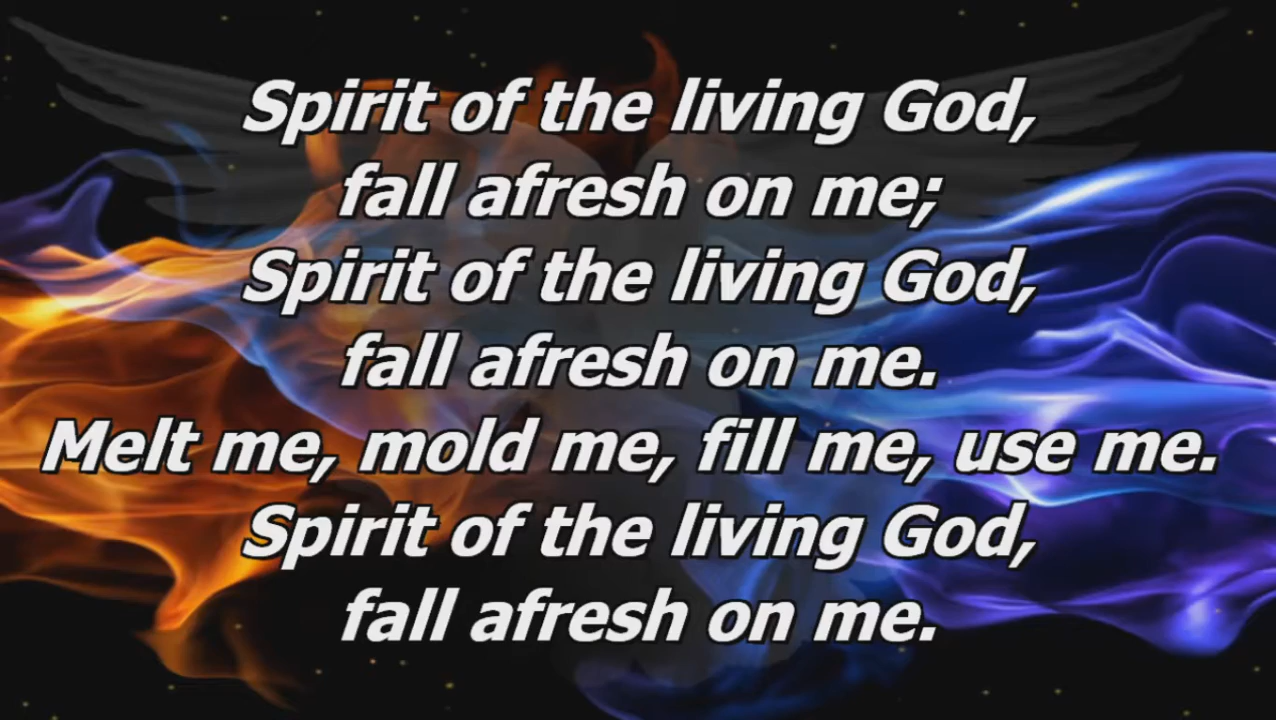 Spirit of the living God,
fall afresh on me;
Spirit of the living God,
fall afresh on me.
Melt me, mold me, fill me, use me.
Spirit of the living God,
fall afresh on me.